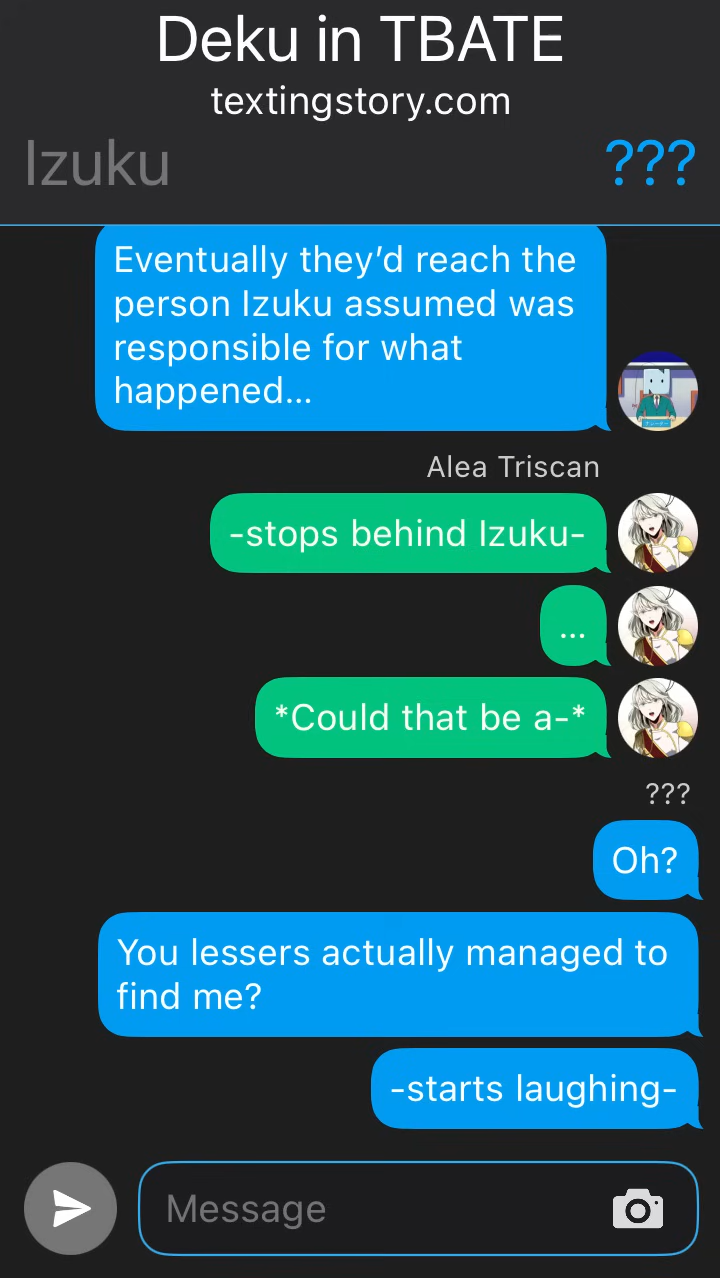 Deku in TBATE
textingstory.com
Izuku
???
Eventually they’d reach the
person Izuku assumed was
responsible for what
happened...
Alea Triscan
-stops behind Izuku-
...
*Could that be a-*
???
Oh?
You lessers actually managed to
find me?
-starts laughing-
Message